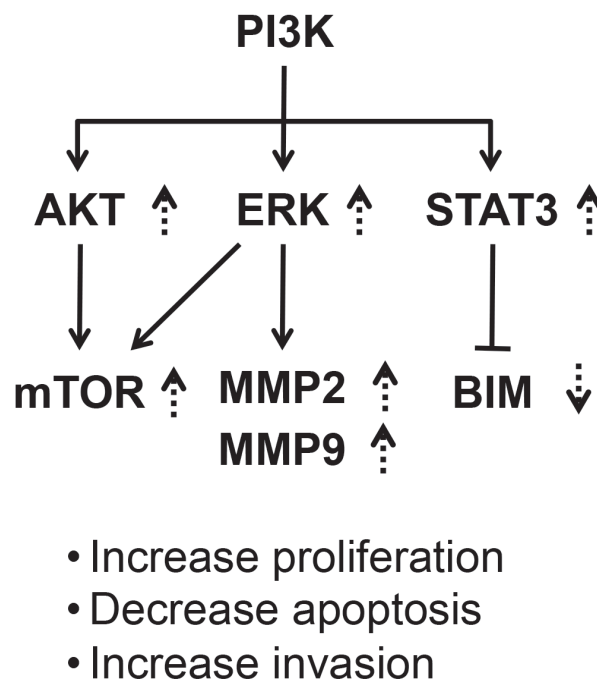 PI3K
AKT ERK STAT3
mTOR MMP2 BIM
MMP9
• Increase proliferation
• Decrease apoptosis
• Increase invasion